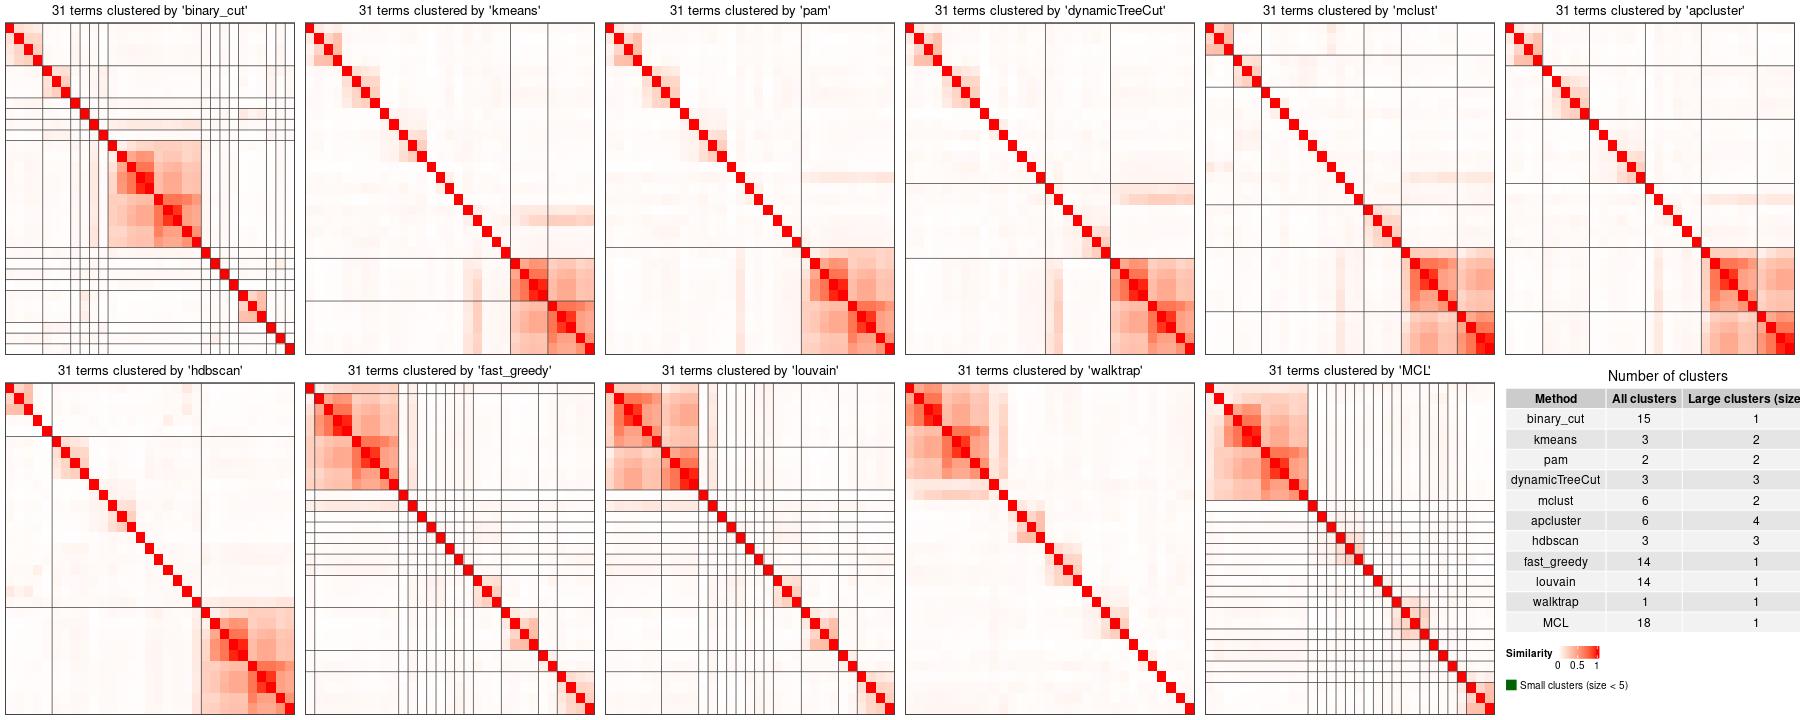 31 terms clustered by 'binary_cut'
31 terms clustered by 'kmeans'
31 terms clustered by 'pam'
31 terms clustered by 'dynamicTreeCut'
31 terms clustered by 'mclust'
31 terms clustered by 'apcluster'
31 terms clustered by 'hdbscan'
31 terms clustered by 'fast_greedy'
31 terms clustered by 'louvain'
31 terms clustered by 'walktrap'
31 terms clustered by 'MCL'
Number of clusters
Method All clusters Large clusters (size
binary_cut 15 1
kmeans 3 2
pam 2 2
dynamicTreeCut 3 3
mclust 6 2
apcluster 6 4
hdbscan 3 3
fast_greedy 14 1
louvain 14 1
walktrap 1 1
MCL 18 1
Similarity
0 0.5 1
Small clusters (size < 5)